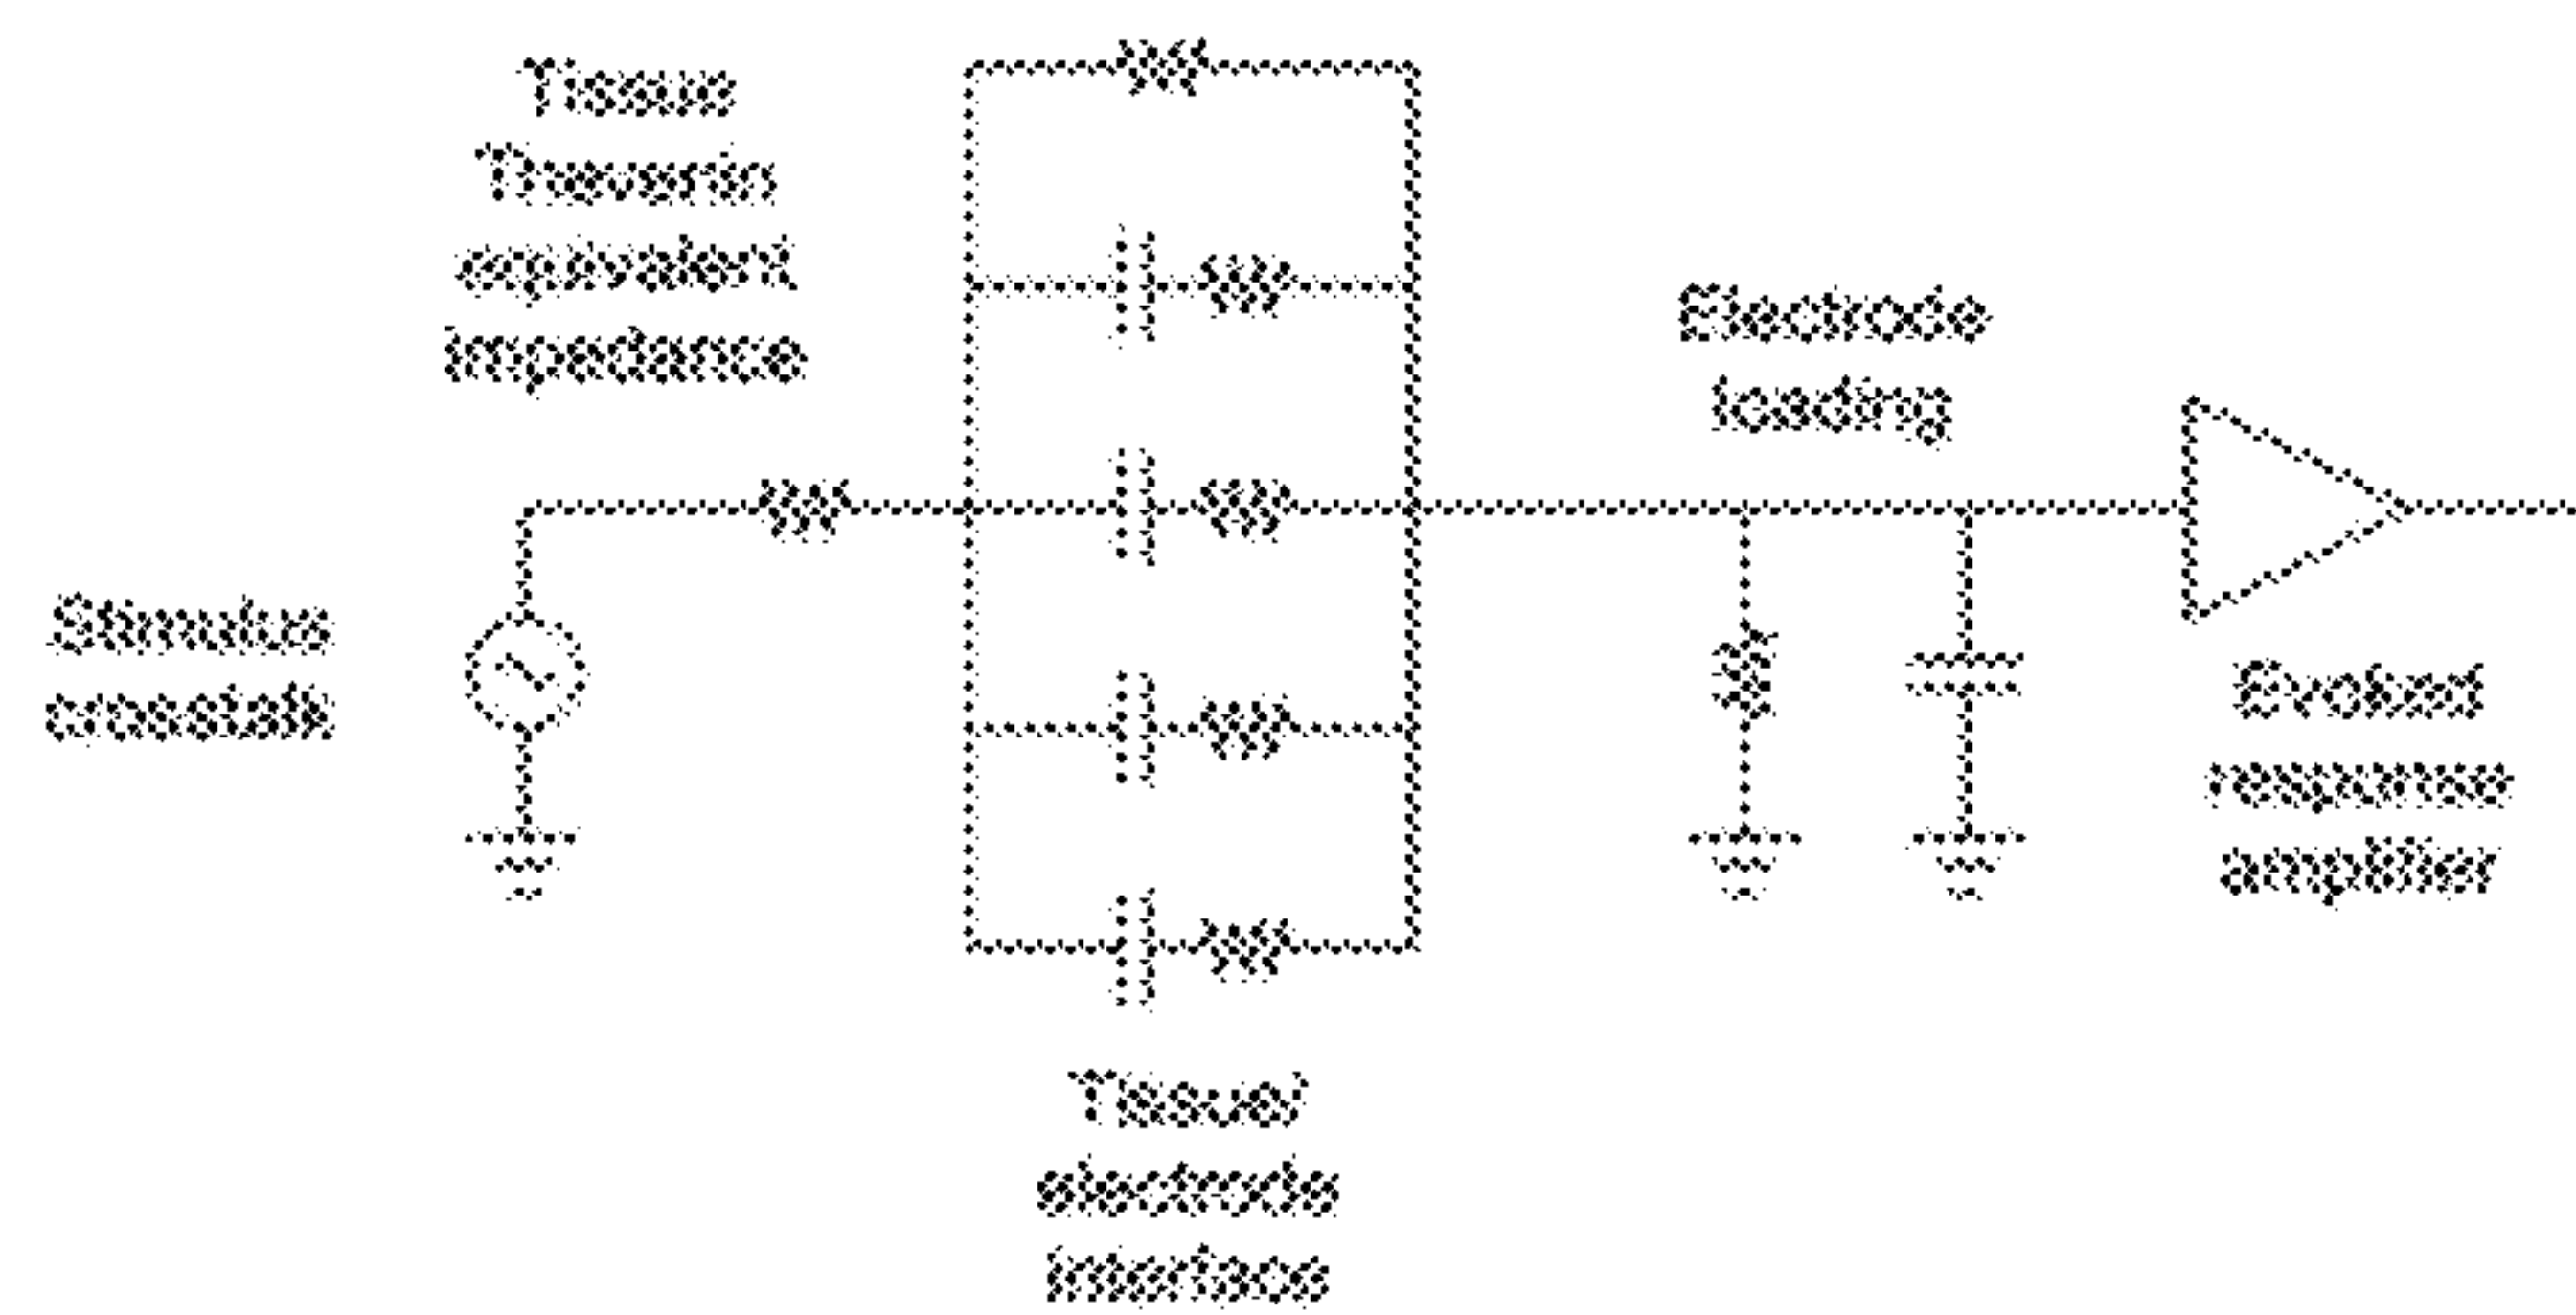 Tissue
Thevenin
equivalent
impedance
Electrode
loading
Stimulus
crosstalk
Evoked
response
amplifier
Tissue/
electrode
interface